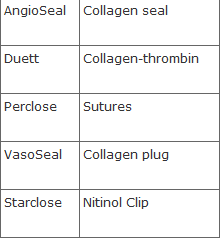 AngioSeal Collagen seal
Duett Collagen-thrombin
Perclose Sutures
VasoSeal Collagen plug
Starclose Nitinol Clip